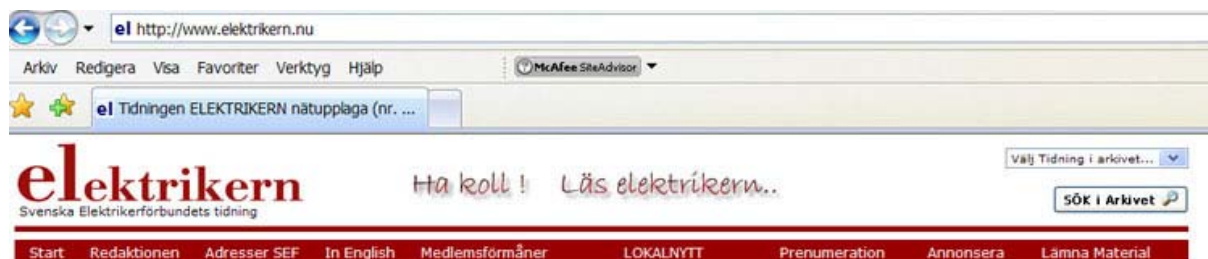 el http://www.elektrikern.nu
Arkiv Redigera Visa Favoriter Verktyg Hjälp McAfee SiteAdvisor
el Tidningen ELEKTRIKERN nätupplaga (nr. ...
Välj Tidning i arkivet...
elektrikern Ha koll ! Läs elektrikern..
SÖK i Arkivet
Svenska Elektrikerförbundets tidning
Start Redaktionen Adresser SEF In English Medlemsförmåner LOKALNYTT Prenumeration Annonsera Lämna Material